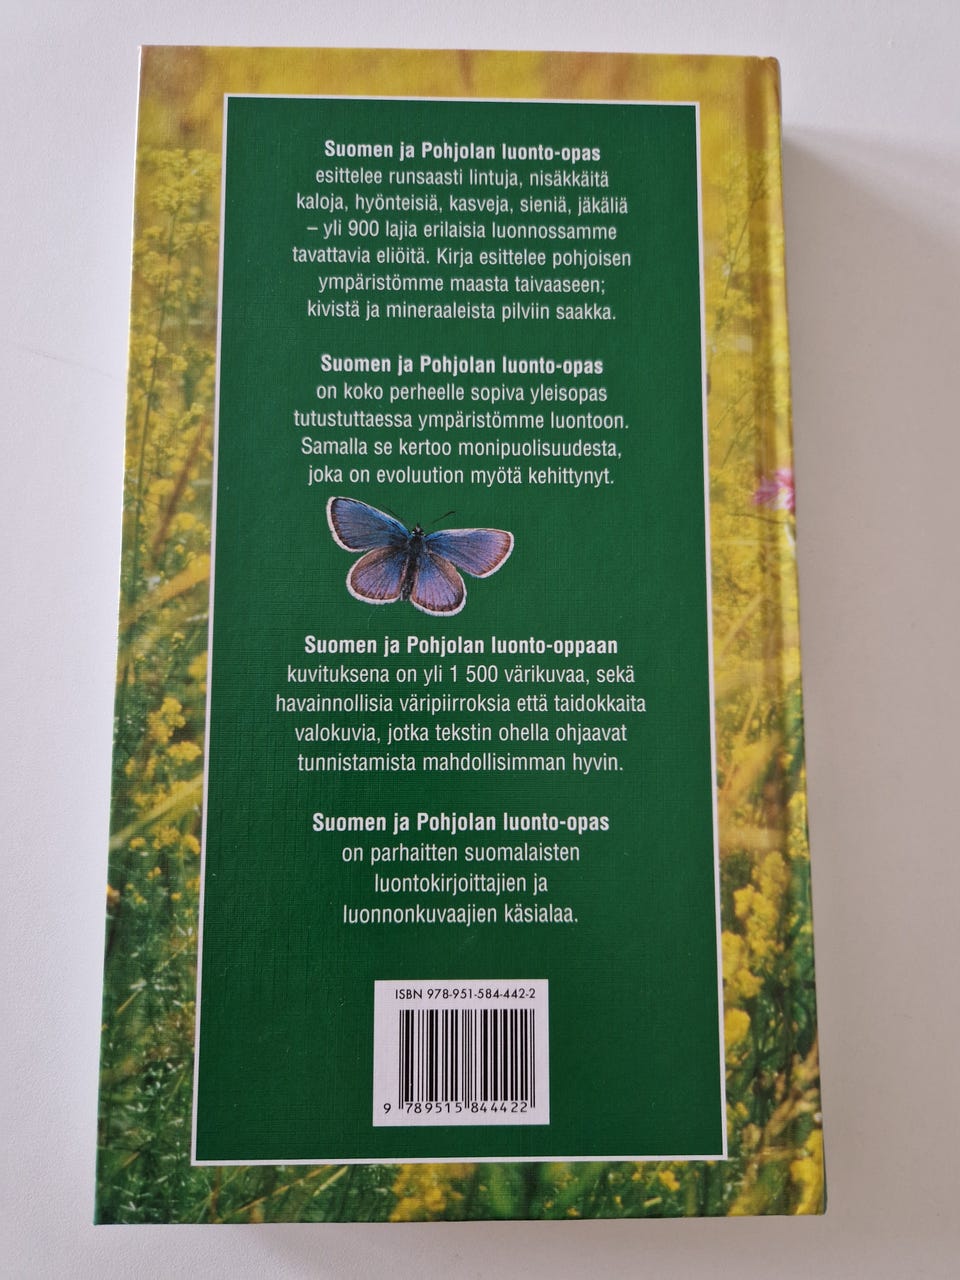 Suomen ja Pohjolan luonto-opas
esittelee runsaasti lintuja, nisäkkäitä
kaloja, hyönteisiä, kasveja, sieniä, jäkäliä
– yli 900 lajia erilaisia luonnossamme
tavattavia eliöitä. Kirja esittelee pohjoisen
ympäristömme maasta taivaaseen;
kivistä ja mineraaleista pilviin saakka.
Suomen ja Pohjolan luonto-opas
on koko perheelle sopiva yleisopas
tutustuttaessa ympäristömme luontoon.
Samalla se kertoo monipuolisuudesta,
joka on evoluution myötä kehittynyt.
Suomen ja Pohjolan luonto-oppaan
kuvituksena on yli 1 500 värikuvaa, sekä
havainnollisia väripiirroksia että taidokkaita
valokuvia, jotka tekstin ohella ohjaavat
tunnistamista mahdollisimman hyvin.
Suomen ja Pohjolan luonto-opas
on parhaitten suomalaisten
luontokirjoittajien ja
luonnonkuvaajien käsialaa.
ISBN 978-951-584-442-2
9 789515 844422